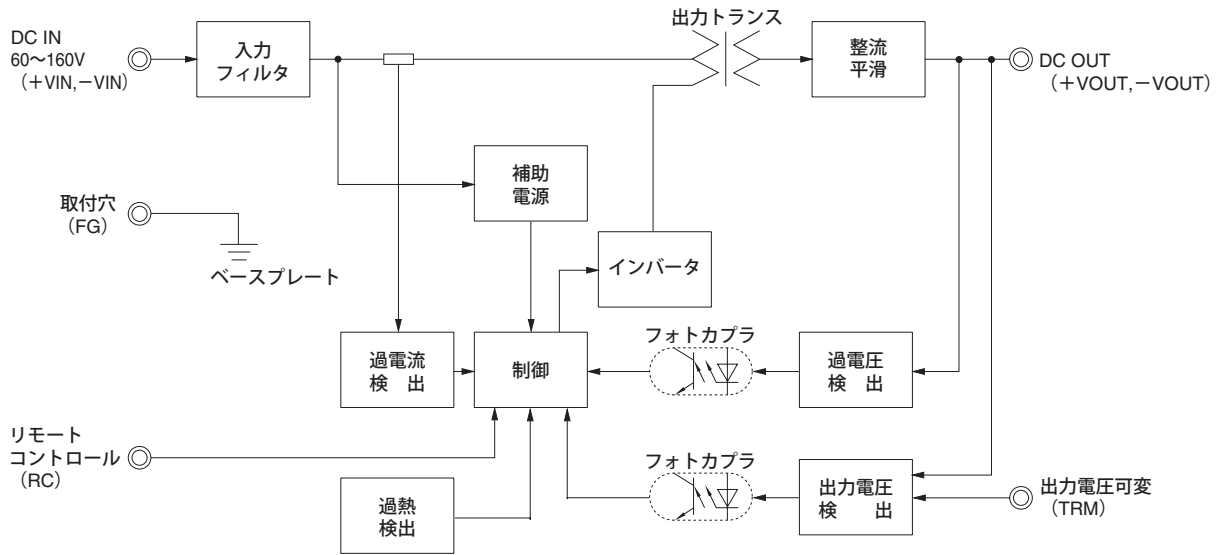 出力トランス
DC IN
60〜160V
（+VIN,−VIN）
入力
フィルタ
整流
平滑
DC OUT
（+VOUT,−VOUT）
補助
電源
取付穴
（FG）
ベースプレート
インバータ
過電流
検　出
制御
フォトカプラ
過電圧
検　出
リモート
コントロール
（RC）
フォトカプラ
過熱
検出
出力電圧
検　　出
出力電圧可変
（TRM）